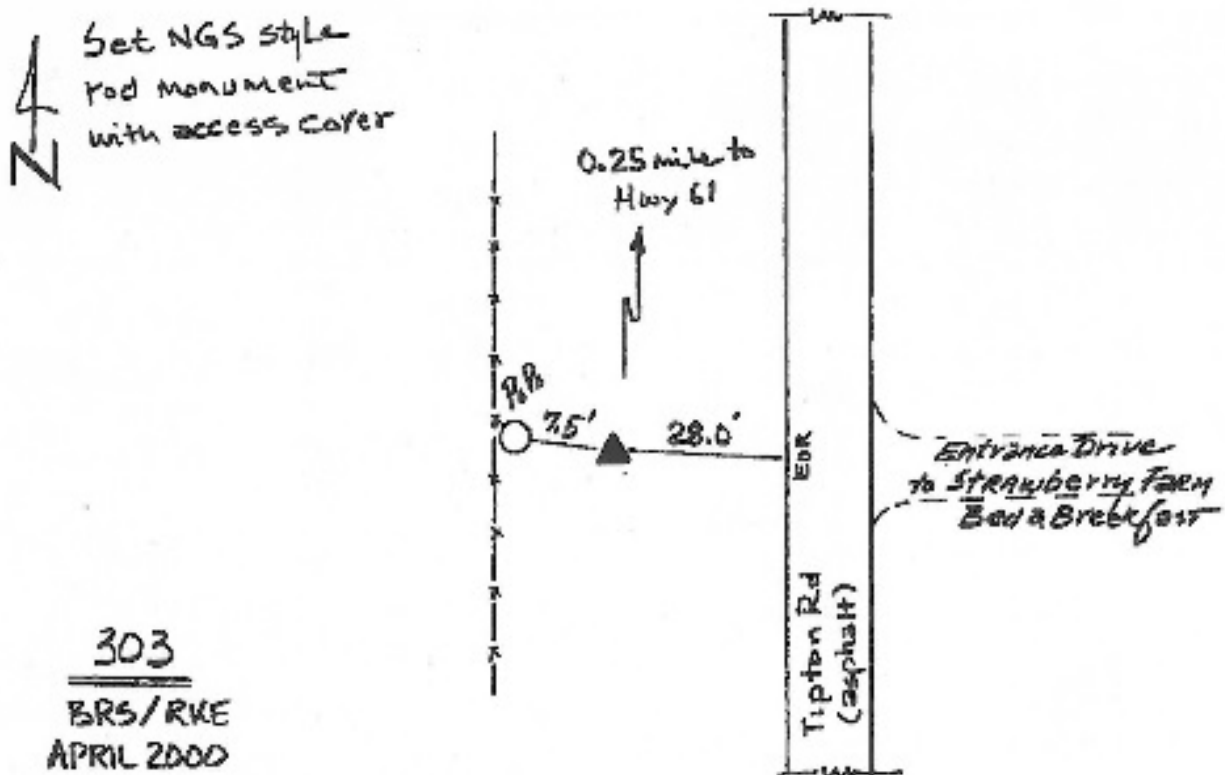 Set NGS style
rod monument
with access cover
N
0.25 mile to
Hwy 61
P.P.
7.5'
28.0'
EOR
Entrance Drive
to STRAwberry FARM
Bed & Breakfast
Tipton Rd
(asphalt)
303
BRS/RKE
APRIL 2000